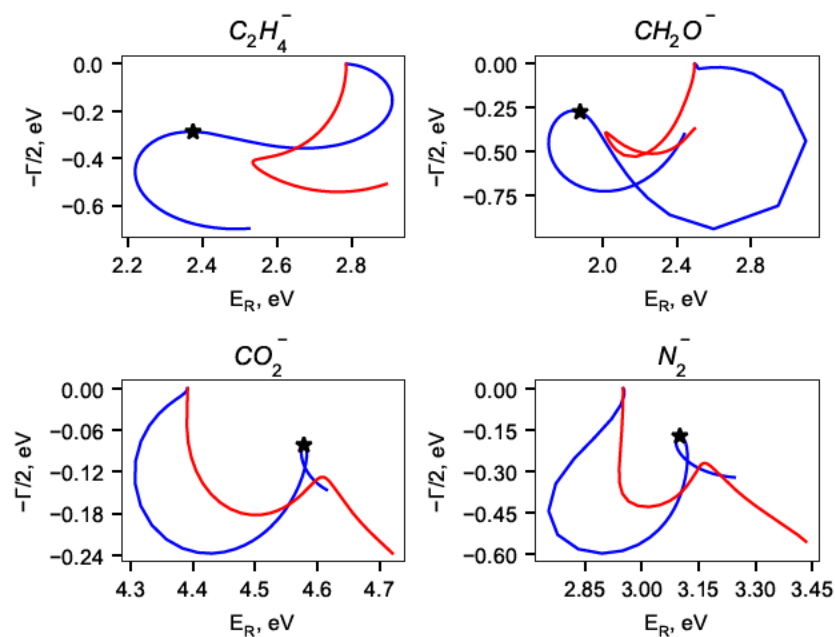 C₂H₄⁻
CH₂O⁻
0.0
−0.2
−0.4
−0.6
−Γ/2, eV
2.2 2.4 2.6 2.8
E_R, eV
0.00
−0.25
−0.50
−0.75
−Γ/2, eV
2.0 2.4 2.8
E_R, eV
CO₂⁻
N₂⁻
0.00
−0.06
−0.12
−0.18
−0.24
−Γ/2, eV
4.3 4.4 4.5 4.6 4.7
E_R, eV
0.00
−0.15
−0.30
−0.45
−0.60
−Γ/2, eV
2.85 3.00 3.15 3.30 3.45
E_R, eV